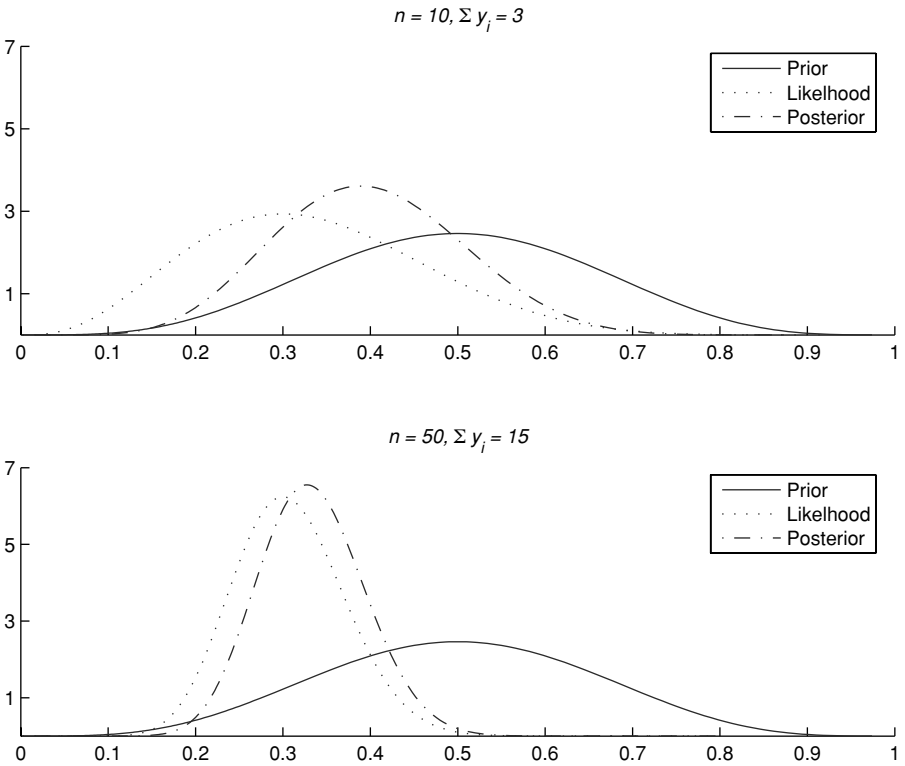 n = 10, Σ y_i = 3
7
5
3
1
0 0.1 0.2 0.3 0.4 0.5 0.6 0.7 0.8 0.9 1
Prior
Likelhood
Posterior
n = 50, Σ y_i = 15
7
5
3
1
0 0.1 0.2 0.3 0.4 0.5 0.6 0.7 0.8 0.9 1
Prior
Likelhood
Posterior